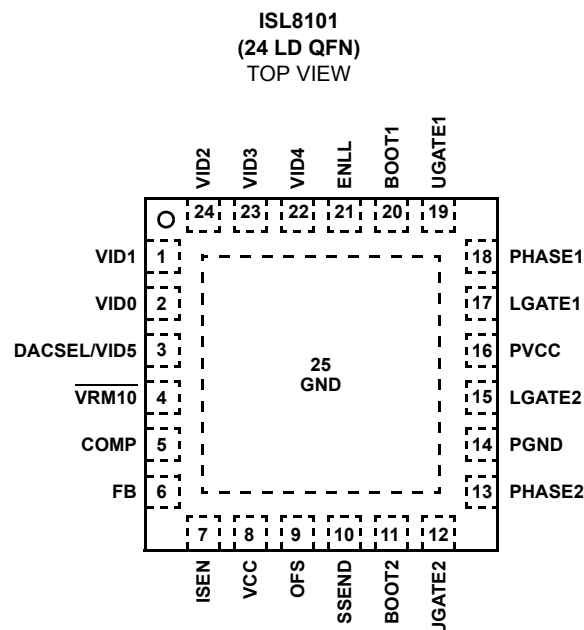 ISL8101
(24 LD QFN)
TOP VIEW
VID2
VID3
VID4
ENLL
BOOT1
UGATE1
24
23
22
21
20
19
VID1
1
18
PHASE1
VID0
2
17
LGATE1
DACSEL/VID5
3
16
PVCC
25
GND
VRM10
4
15
LGATE2
COMP
5
14
PGND
FB
6
13
PHASE2
7
8
9
10
11
12
ISEN
VCC
OFS
SSEND
BOOT2
UGATE2